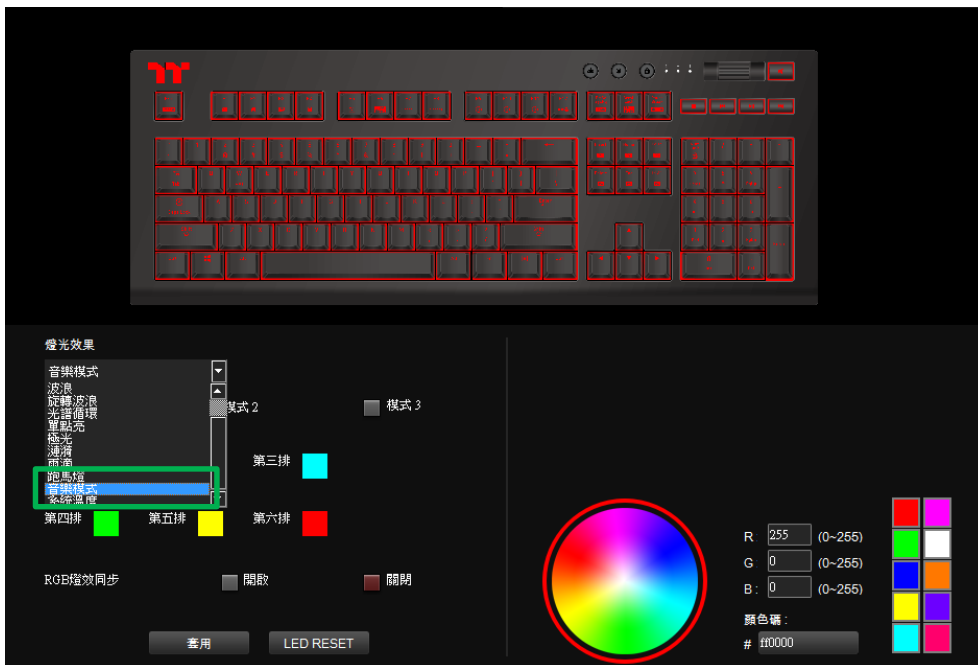 燈光效果
音樂模式
波浪
旋轉波浪
光譜循環
單點亮
極光
漣漪
雨滴
跑馬燈
音樂模式
系統溫度
模式 2
模式 3
第三排
第四排
第五排
第六排
RGB燈效同步
開啟
關閉
套用
LED RESET
R: 255 (0~255)
G: 0 (0~255)
B: 0 (0~255)
顏色碼 :
# ff0000